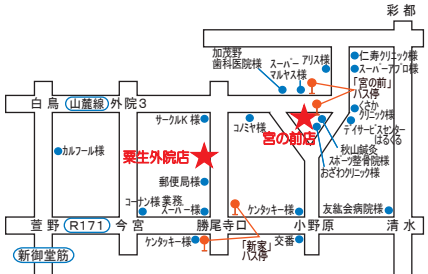 彩都
加茂野
歯科医院様
スーパー
マルヤス様
アリス様
仁寿クリニック様
スーパーアプロ様
「宮の前」
バス停
白鳥
山麓線
外院3
サークルK様
コノミヤ様
くさか
クリニック様
デイサービスセンター
はるくる
宮の前店
秋山鍼灸
スポーツ整骨院様
おざわクリニック様
カルフール様
粟生外院店
郵便局様
コーナン様
業務
スーパー様
ケンタッキー様
友紘会病院様
萱野
R171
今宮
勝尾寺口
小野原
清水
新御堂筋
ケンタッキー様
「新家」
バス停
交番